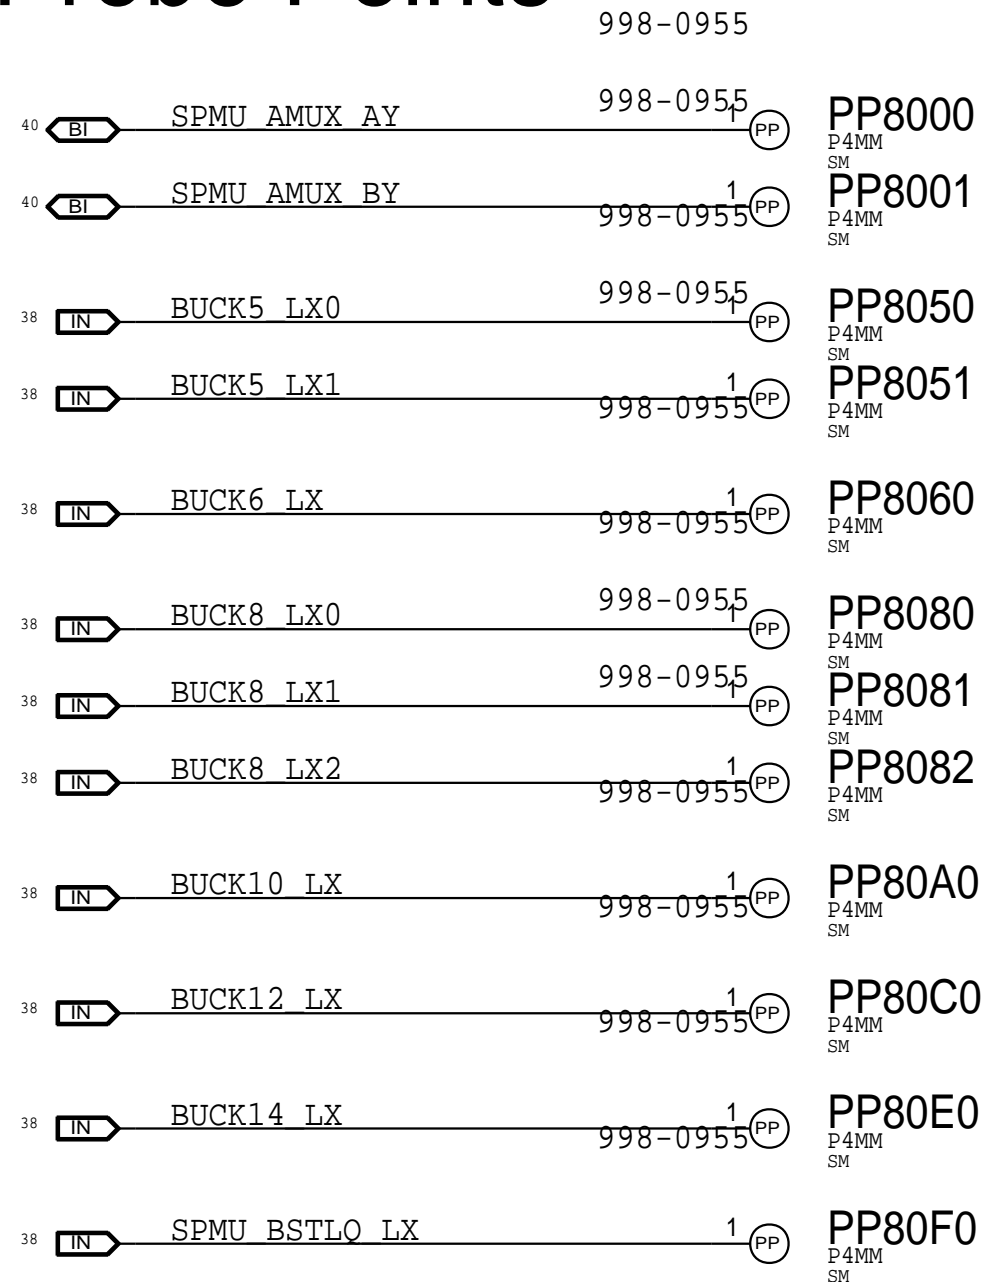 Probe Points
998-0955
998-0955
40 BI SPMU_AMUX_AY 1 PP PP8000
P4MM
SM
40 BI SPMU_AMUX_BY 1 PP PP8001
998-0955 P4MM
SM
998-0955
38 IN BUCK5_LX0 1 PP PP8050
P4MM
SM
38 IN BUCK5_LX1 1 PP PP8051
998-0955 P4MM
SM
38 IN BUCK6_LX 1 PP PP8060
998-0955 P4MM
SM
998-0955
38 IN BUCK8_LX0 1 PP PP8080
P4MM
SM
998-0955
38 IN BUCK8_LX1 1 PP PP8081
P4MM
SM
38 IN BUCK8_LX2 1 PP PP8082
998-0955 P4MM
SM
38 IN BUCK10_LX 1 PP PP80A0
998-0955 P4MM
SM
38 IN BUCK12_LX 1 PP PP80C0
998-0955 P4MM
SM
38 IN BUCK14_LX 1 PP PP80E0
998-0955 P4MM
SM
38 IN SPMU_BSTLQ_LX 1 PP PP80F0
P4MM
SM